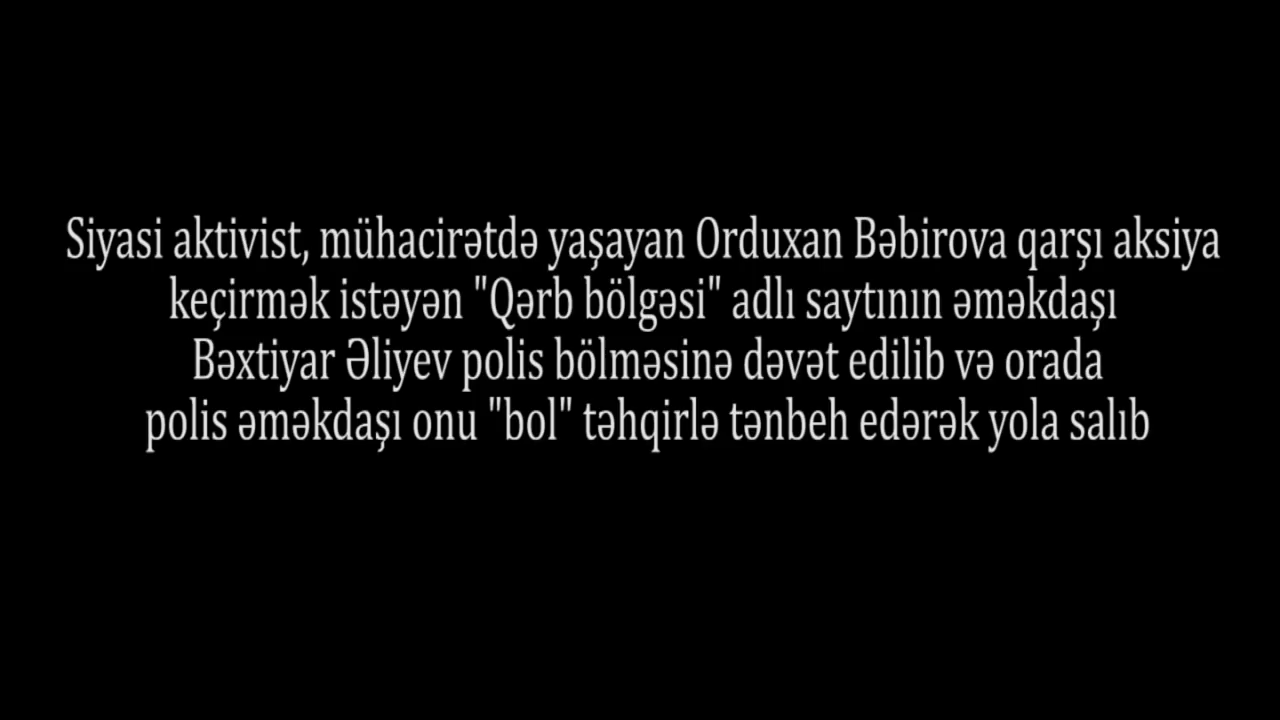 Siyasi aktivist, mühacirətdə yaşayan Orduxan Bəbirova qarşı aksiya
keçirmək istəyən "Qərb bölgəsi" adlı saytının əməkdaşı
Bəxtiyar Əliyev polis bölməsinə dəvət edilib və orada
polis əməkdaşı onu "bol" təhqirlə tənbeh edərək yola salıb